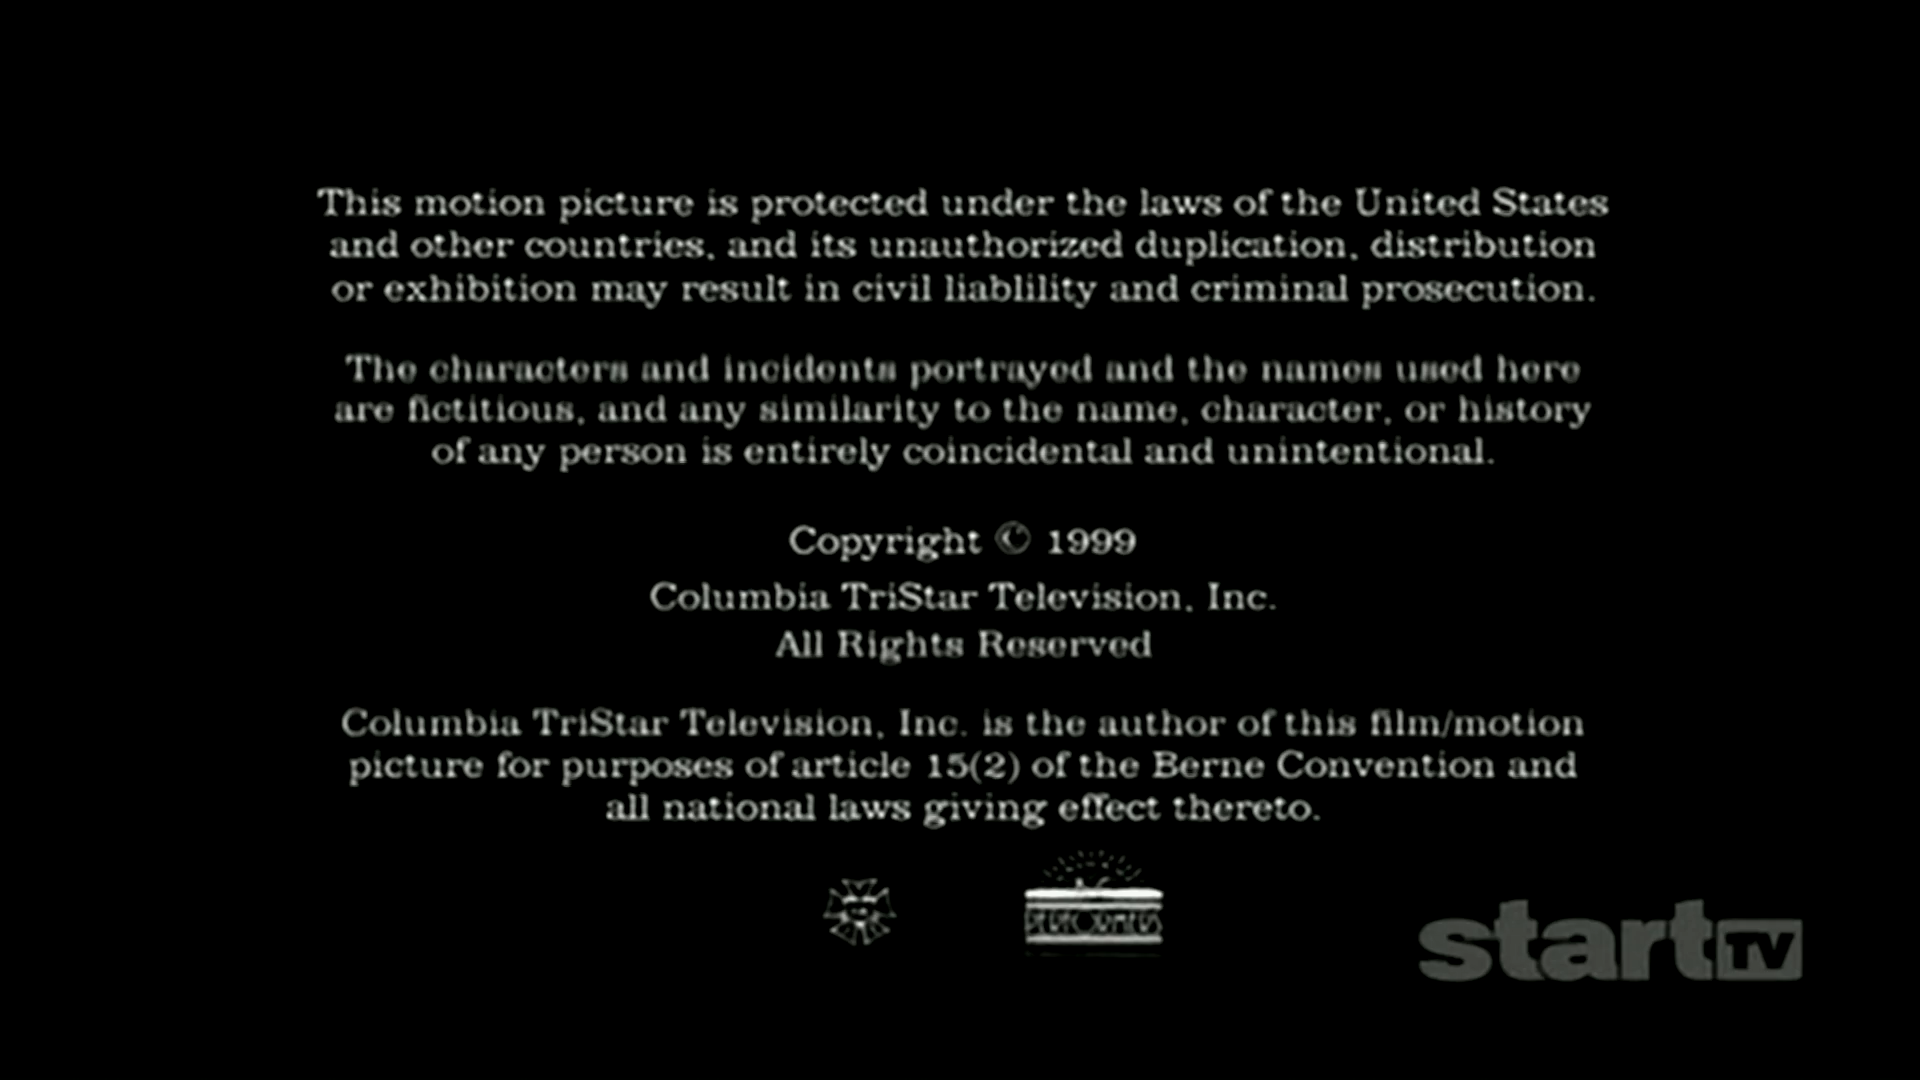 This motion picture is protected under the laws of the United States
and other countries, and its unauthorized duplication, distribution
or exhibition may result in civil liablility and criminal prosecution.
The characters and incidents portrayed and the names used here
are fictitious, and any similarity to the name, character, or history
of any person is entirely coincidental and unintentional.
Copyright © 1999
Columbia TriStar Television, Inc.
All Rights Reserved
Columbia TriStar Television, Inc. is the author of this film/motion
picture for purposes of article 15(2) of the Berne Convention and
all national laws giving effect thereto.
PERFORMERS
start TV